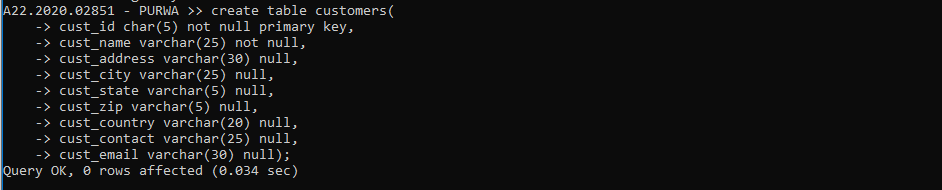 A22.2020.02851 - PURWA >> create table customers(
    -> cust_id char(5) not null primary key,
    -> cust_name varchar(25) not null,
    -> cust_address varchar(30) null,
    -> cust_city varchar(25) null,
    -> cust_state varchar(5) null,
    -> cust_zip varchar(5) null,
    -> cust_country varchar(20) null,
    -> cust_contact varchar(25) null,
    -> cust_email varchar(30) null);
Query OK, 0 rows affected (0.034 sec)